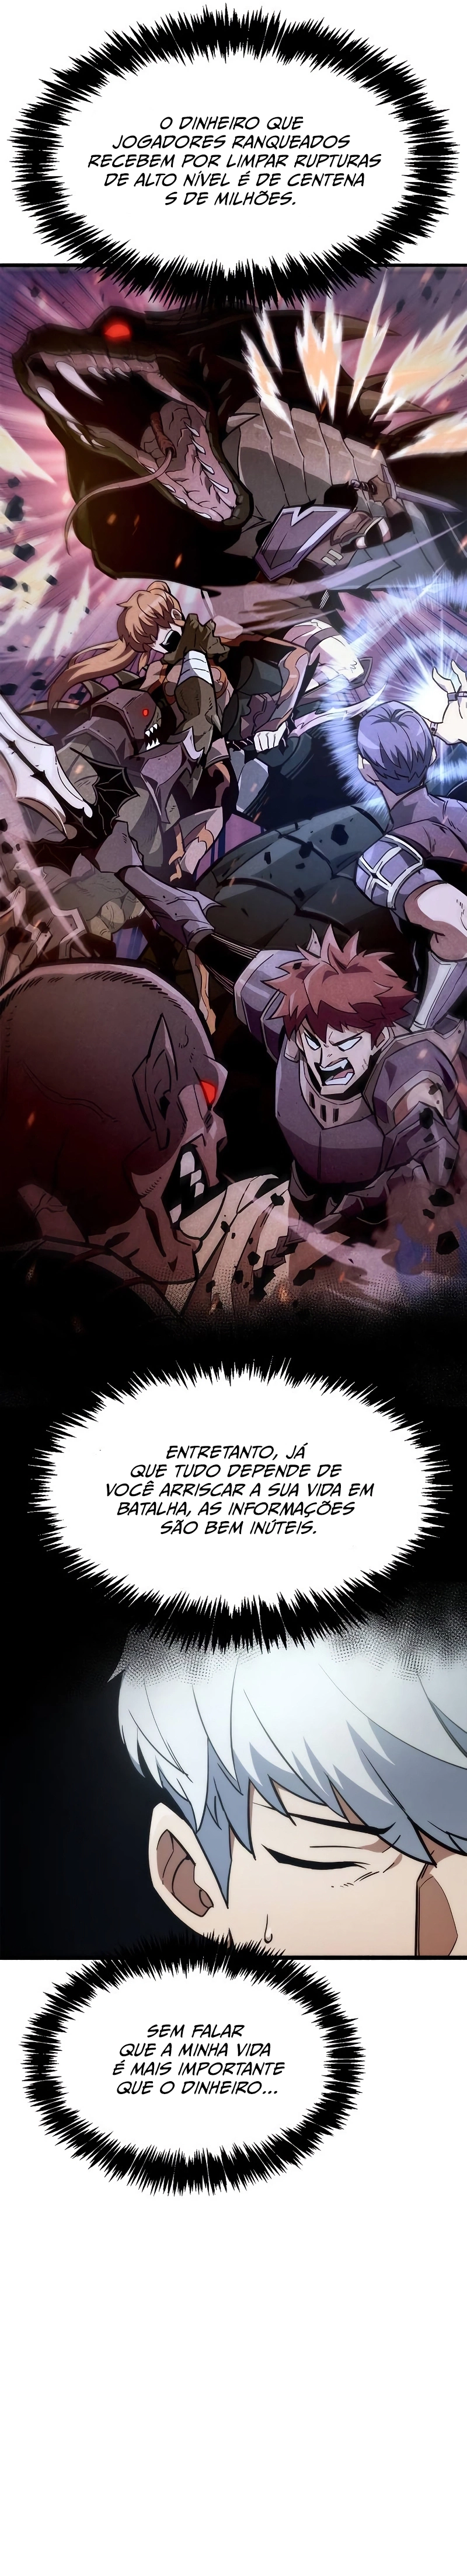 O DINHEIRO QUE
JOGADORES RANQUEADOS
RECEBEM POR LIMPAR RUPTURAS
DE ALTO NÍVEL É DE CENTENA
S DE MILHÕES.
ENTRETANTO, JÁ
QUE TUDO DEPENDE DE
VOCÊ ARRISCAR A SUA VIDA EM
BATALHA, AS INFORMAÇÕES
SÃO BEM INÚTEIS.
SEM FALAR
QUE A MINHA VIDA
É MAIS IMPORTANTE
QUE O DINHEIRO...